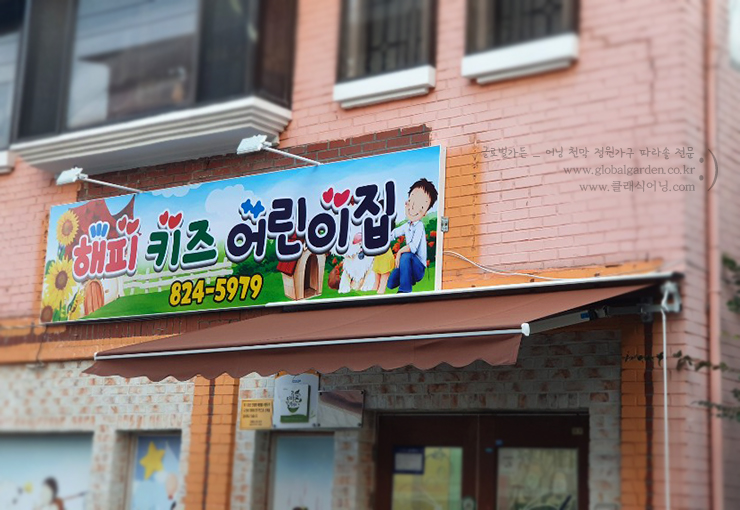 글로벌가든 _ 어닝 천막 정원가구 파라솔 전문
www.globalgarden.co.kr
www.클래식어닝.com
해피 키즈 어린이집
824-5979